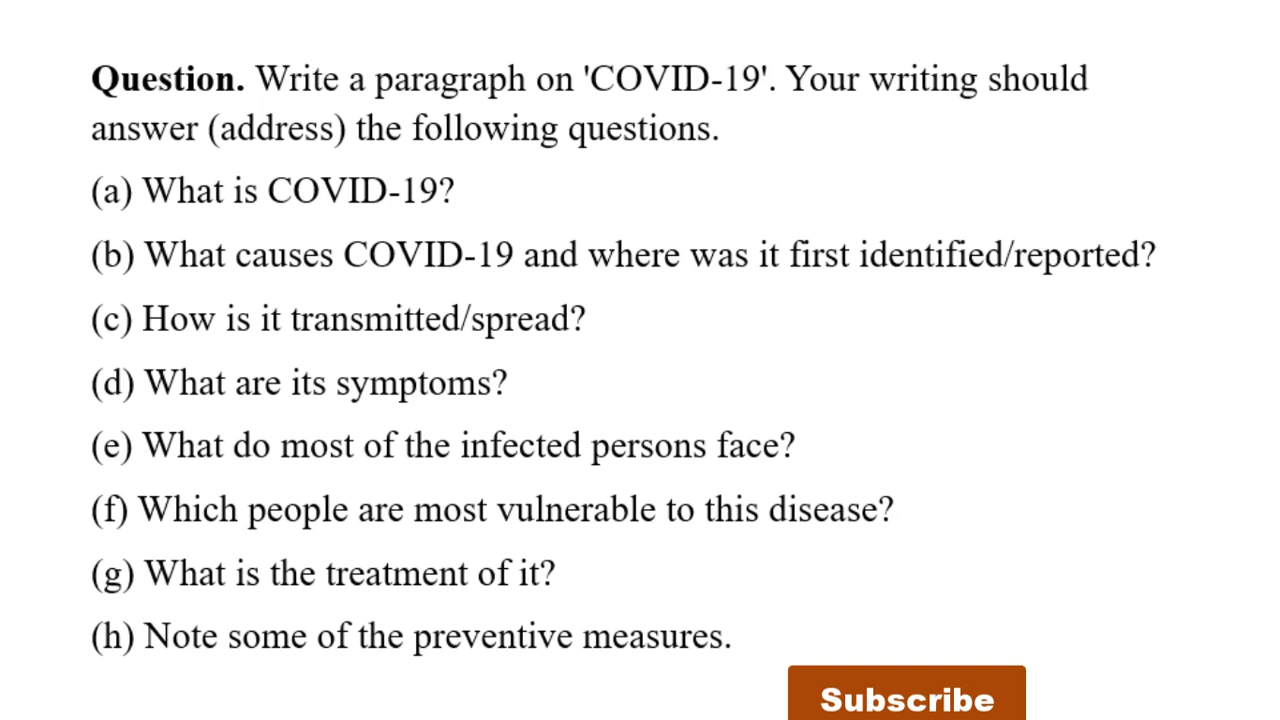 Question. Write a paragraph on 'COVID-19'. Your writing should
answer (address) the following questions.
(a) What is COVID-19?
(b) What causes COVID-19 and where was it first identified/reported?
(c) How is it transmitted/spread?
(d) What are its symptoms?
(e) What do most of the infected persons face?
(f) Which people are most vulnerable to this disease?
(g) What is the treatment of it?
(h) Note some of the preventive measures.
Subscribe